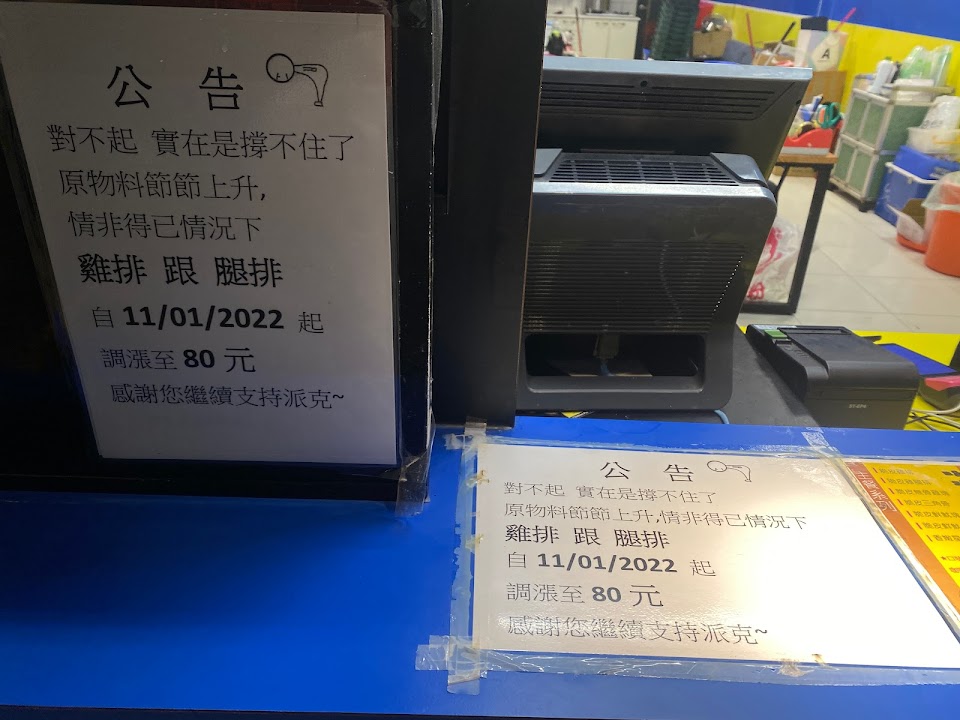 公 告
對不起 實在是撐不住了
原物料節節上升,
情非得已情況下
雞排 跟 腿排
自 11/01/2022 起
調漲至 80 元
感謝您繼續支持派克~
公 告
對不起 實在是撐不住了
原物料節節上升,情非得已情況下
雞排 跟 腿排
自 11/01/2022 起
調漲至 80 元
感謝您繼續支持派克~
A